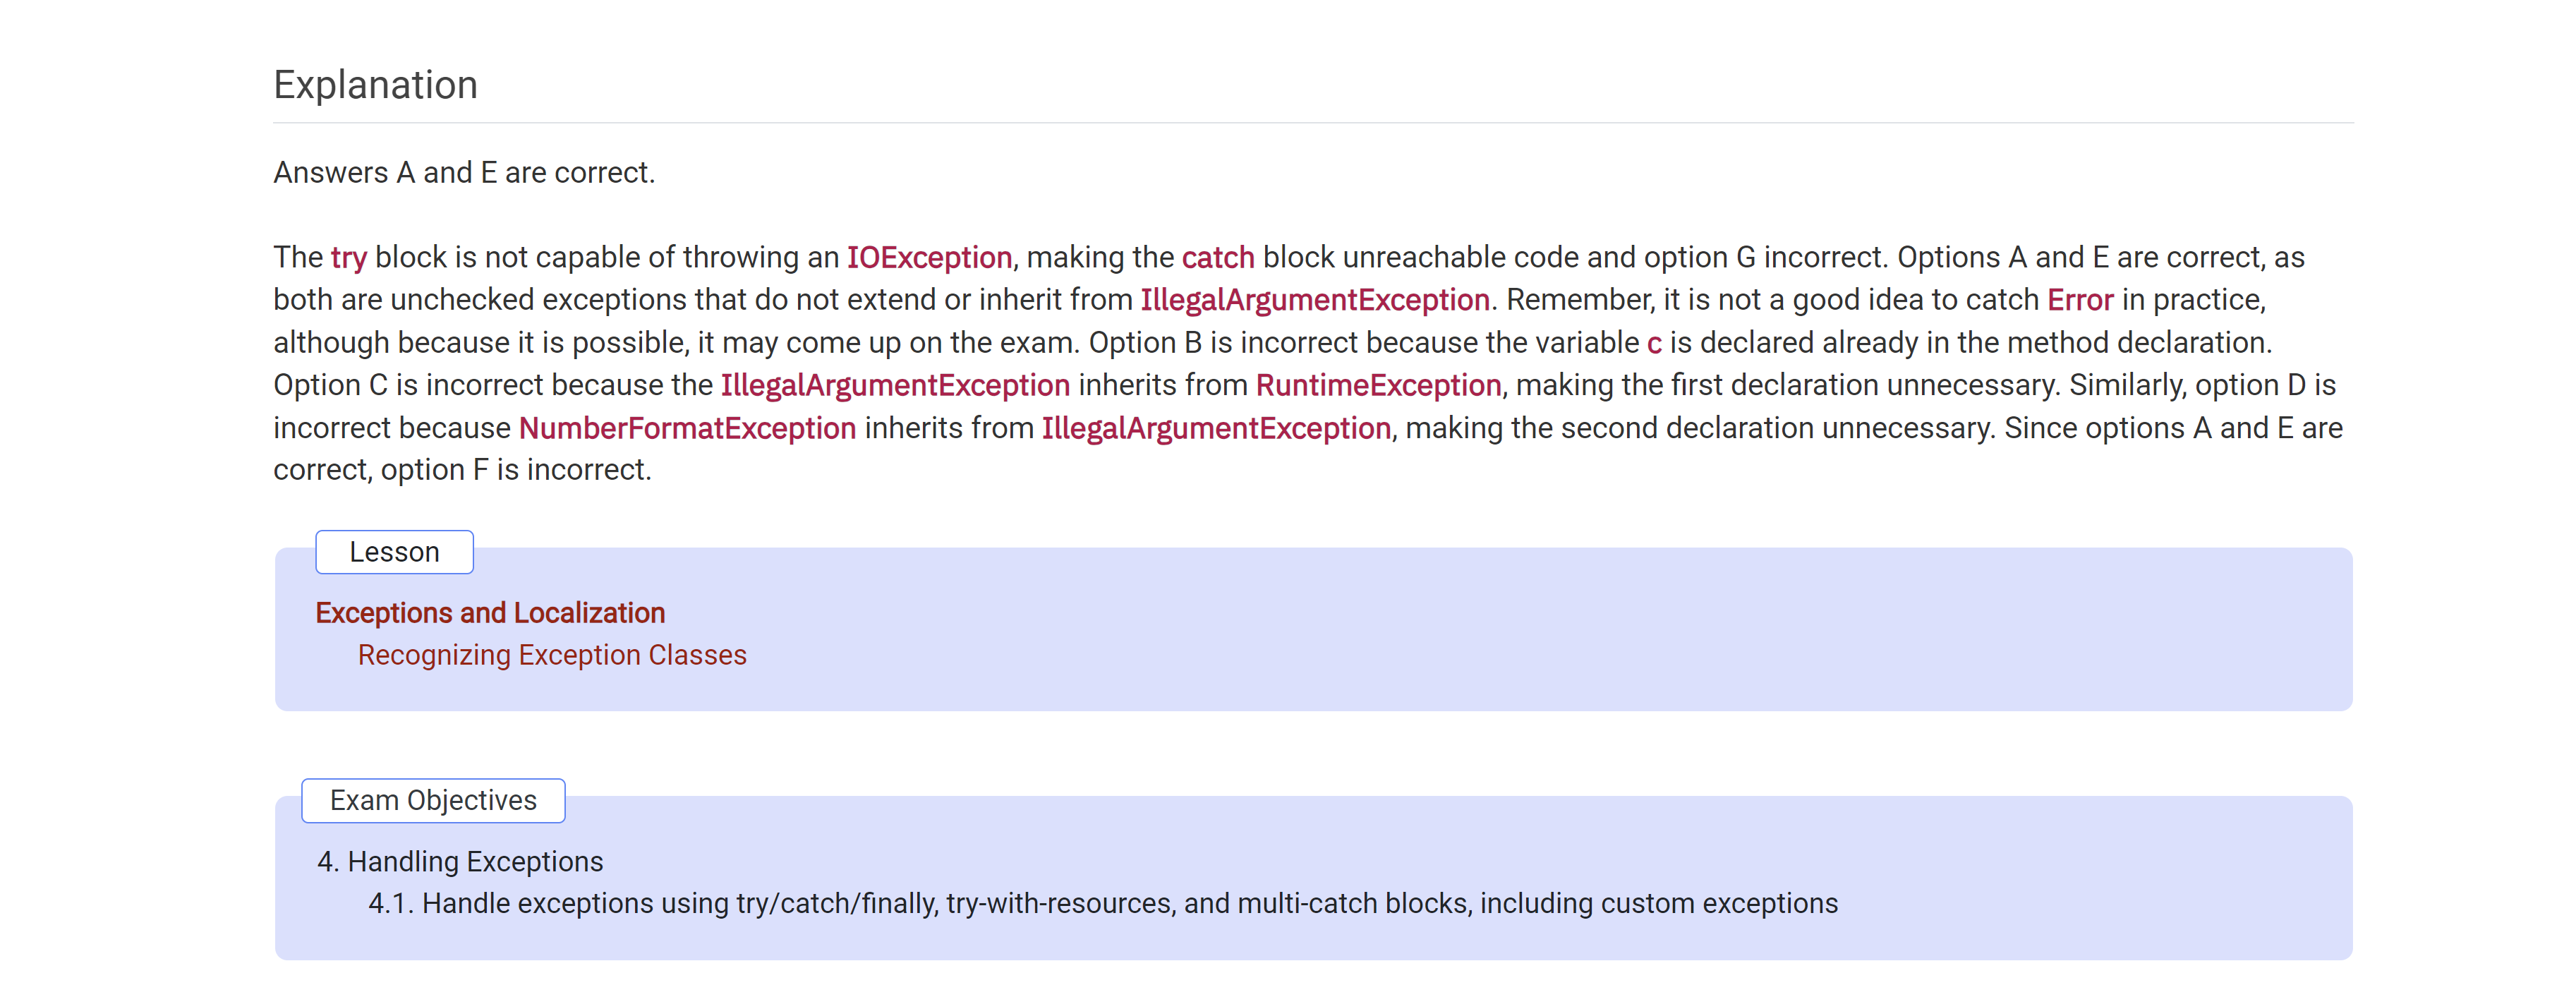 Explanation
Answers A and E are correct.
The try block is not capable of throwing an IOException, making the catch block unreachable code and option G incorrect. Options A and E are correct, as
both are unchecked exceptions that do not extend or inherit from IllegalArgumentException. Remember, it is not a good idea to catch Error in practice,
although because it is possible, it may come up on the exam. Option B is incorrect because the variable c is declared already in the method declaration.
Option C is incorrect because the IllegalArgumentException inherits from RuntimeException, making the first declaration unnecessary. Similarly, option D is
incorrect because NumberFormatException inherits from IllegalArgumentException, making the second declaration unnecessary. Since options A and E are
correct, option F is incorrect.
Lesson
Exceptions and Localization
Recognizing Exception Classes
Exam Objectives
4. Handling Exceptions
4.1. Handle exceptions using try/catch/finally, try-with-resources, and multi-catch blocks, including custom exceptions